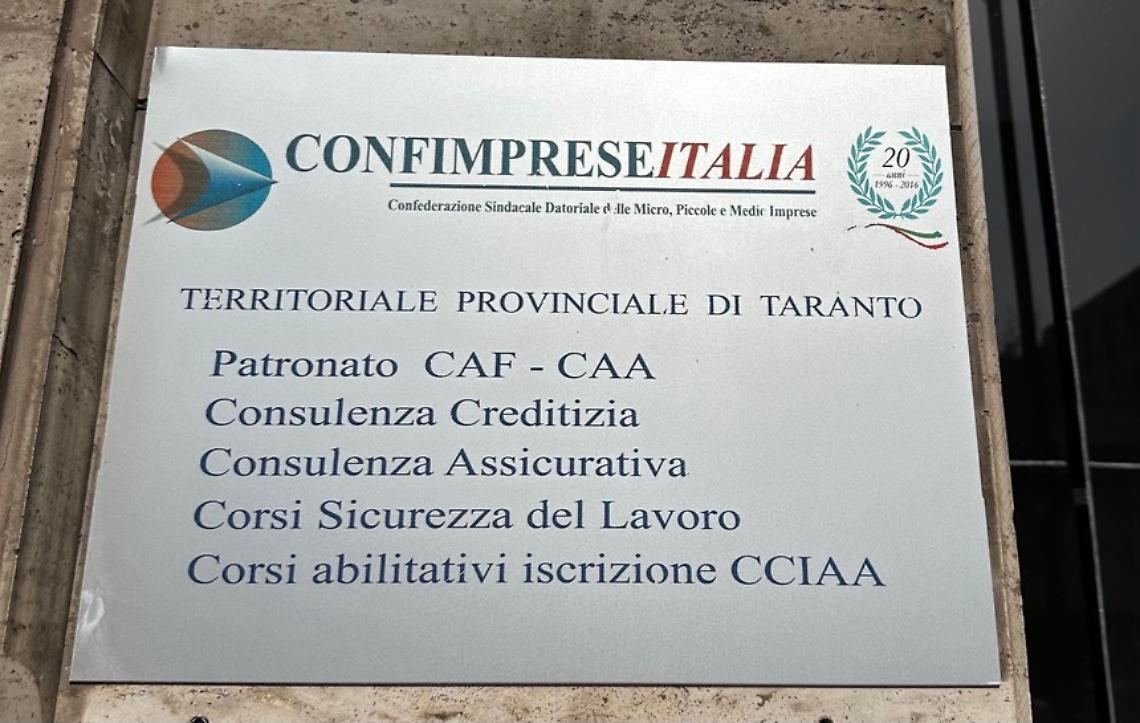 CONFIMPRESEITALIA
Confederazione Sindacale Datoriale delle Micro, Piccole e Medie Imprese
20
anni
1996 - 2016
TERRITORIALE PROVINCIALE DI TARANTO
Patronato CAF - CAA
Consulenza Creditizia
Consulenza Assicurativa
Corsi Sicurezza del Lavoro
Corsi abilitativi iscrizione CCIAA